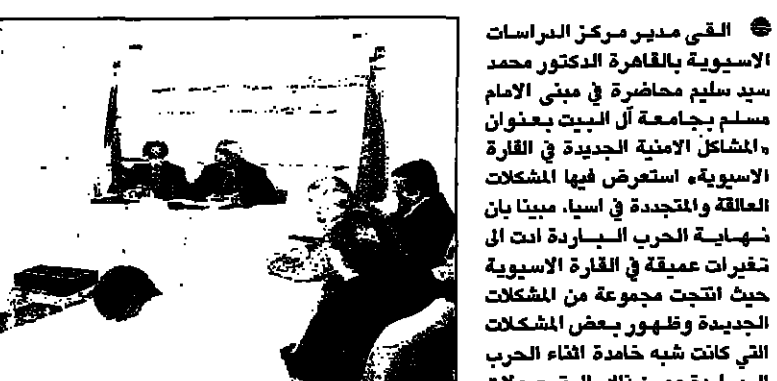 القى مدير مركز الدراسات
الاسيوية بالقاهرة الدكتور محمد
سيد سليم محاضرة في مبنى الامام
مسلم بجامعة آل البيت بعنوان
«المشاكل الامنية الجديدة في القارة
الاسيوية» استعرض فيها المشكلات
العالقة والمتجددة في اسيا، مبينا بان
نهاية الحرب الباردة ادت الى
تغيرات عميقة في القارة الاسيوية
حيث انتجت مجموعة من المشكلات
الجديدة وظهور بعض المشكلات
التي كانت شبه خامدة اثناء الحرب